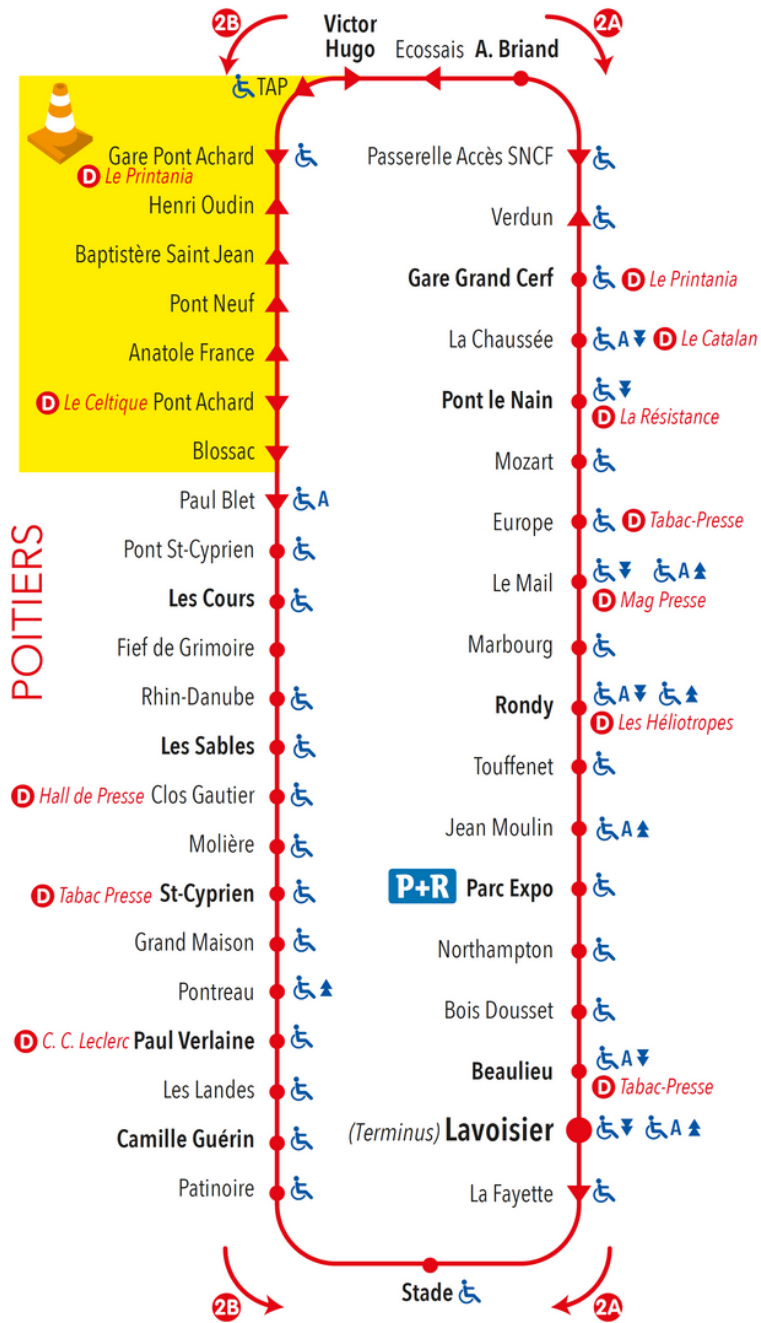 2B
Victor
Hugo
Ecossais
A. Briand
2A
TAP
Gare Pont Achard
D Le Printania
Henri Oudin
Baptistère Saint Jean
Pont Neuf
Anatole France
D Le Celtique Pont Achard
Blossac
Paul Blet A
Pont St-Cyprien
Les Cours
Fief de Grimoire
Rhin-Danube
Les Sables
D Hall de Presse Clos Gautier
Molière
D Tabac Presse St-Cyprien
Grand Maison
Pontreau
D C. C. Leclerc Paul Verlaine
Les Landes
Camille Guérin
Patinoire
POITIERS
Passerelle Accès SNCF
Verdun
Gare Grand Cerf D Le Printania
La Chaussée A D Le Catalan
Pont le Nain
D La Résistance
Mozart
Europe D Tabac-Presse
Le Mail A
D Mag Presse
Marbourg
Rondy A
D Les Héliotropes
Touffenet
Jean Moulin A
P+R Parc Expo
Northampton
Bois Dousset
Beaulieu A
D Tabac-Presse
(Terminus) Lavoisier A
La Fayette
2B
Stade
2A